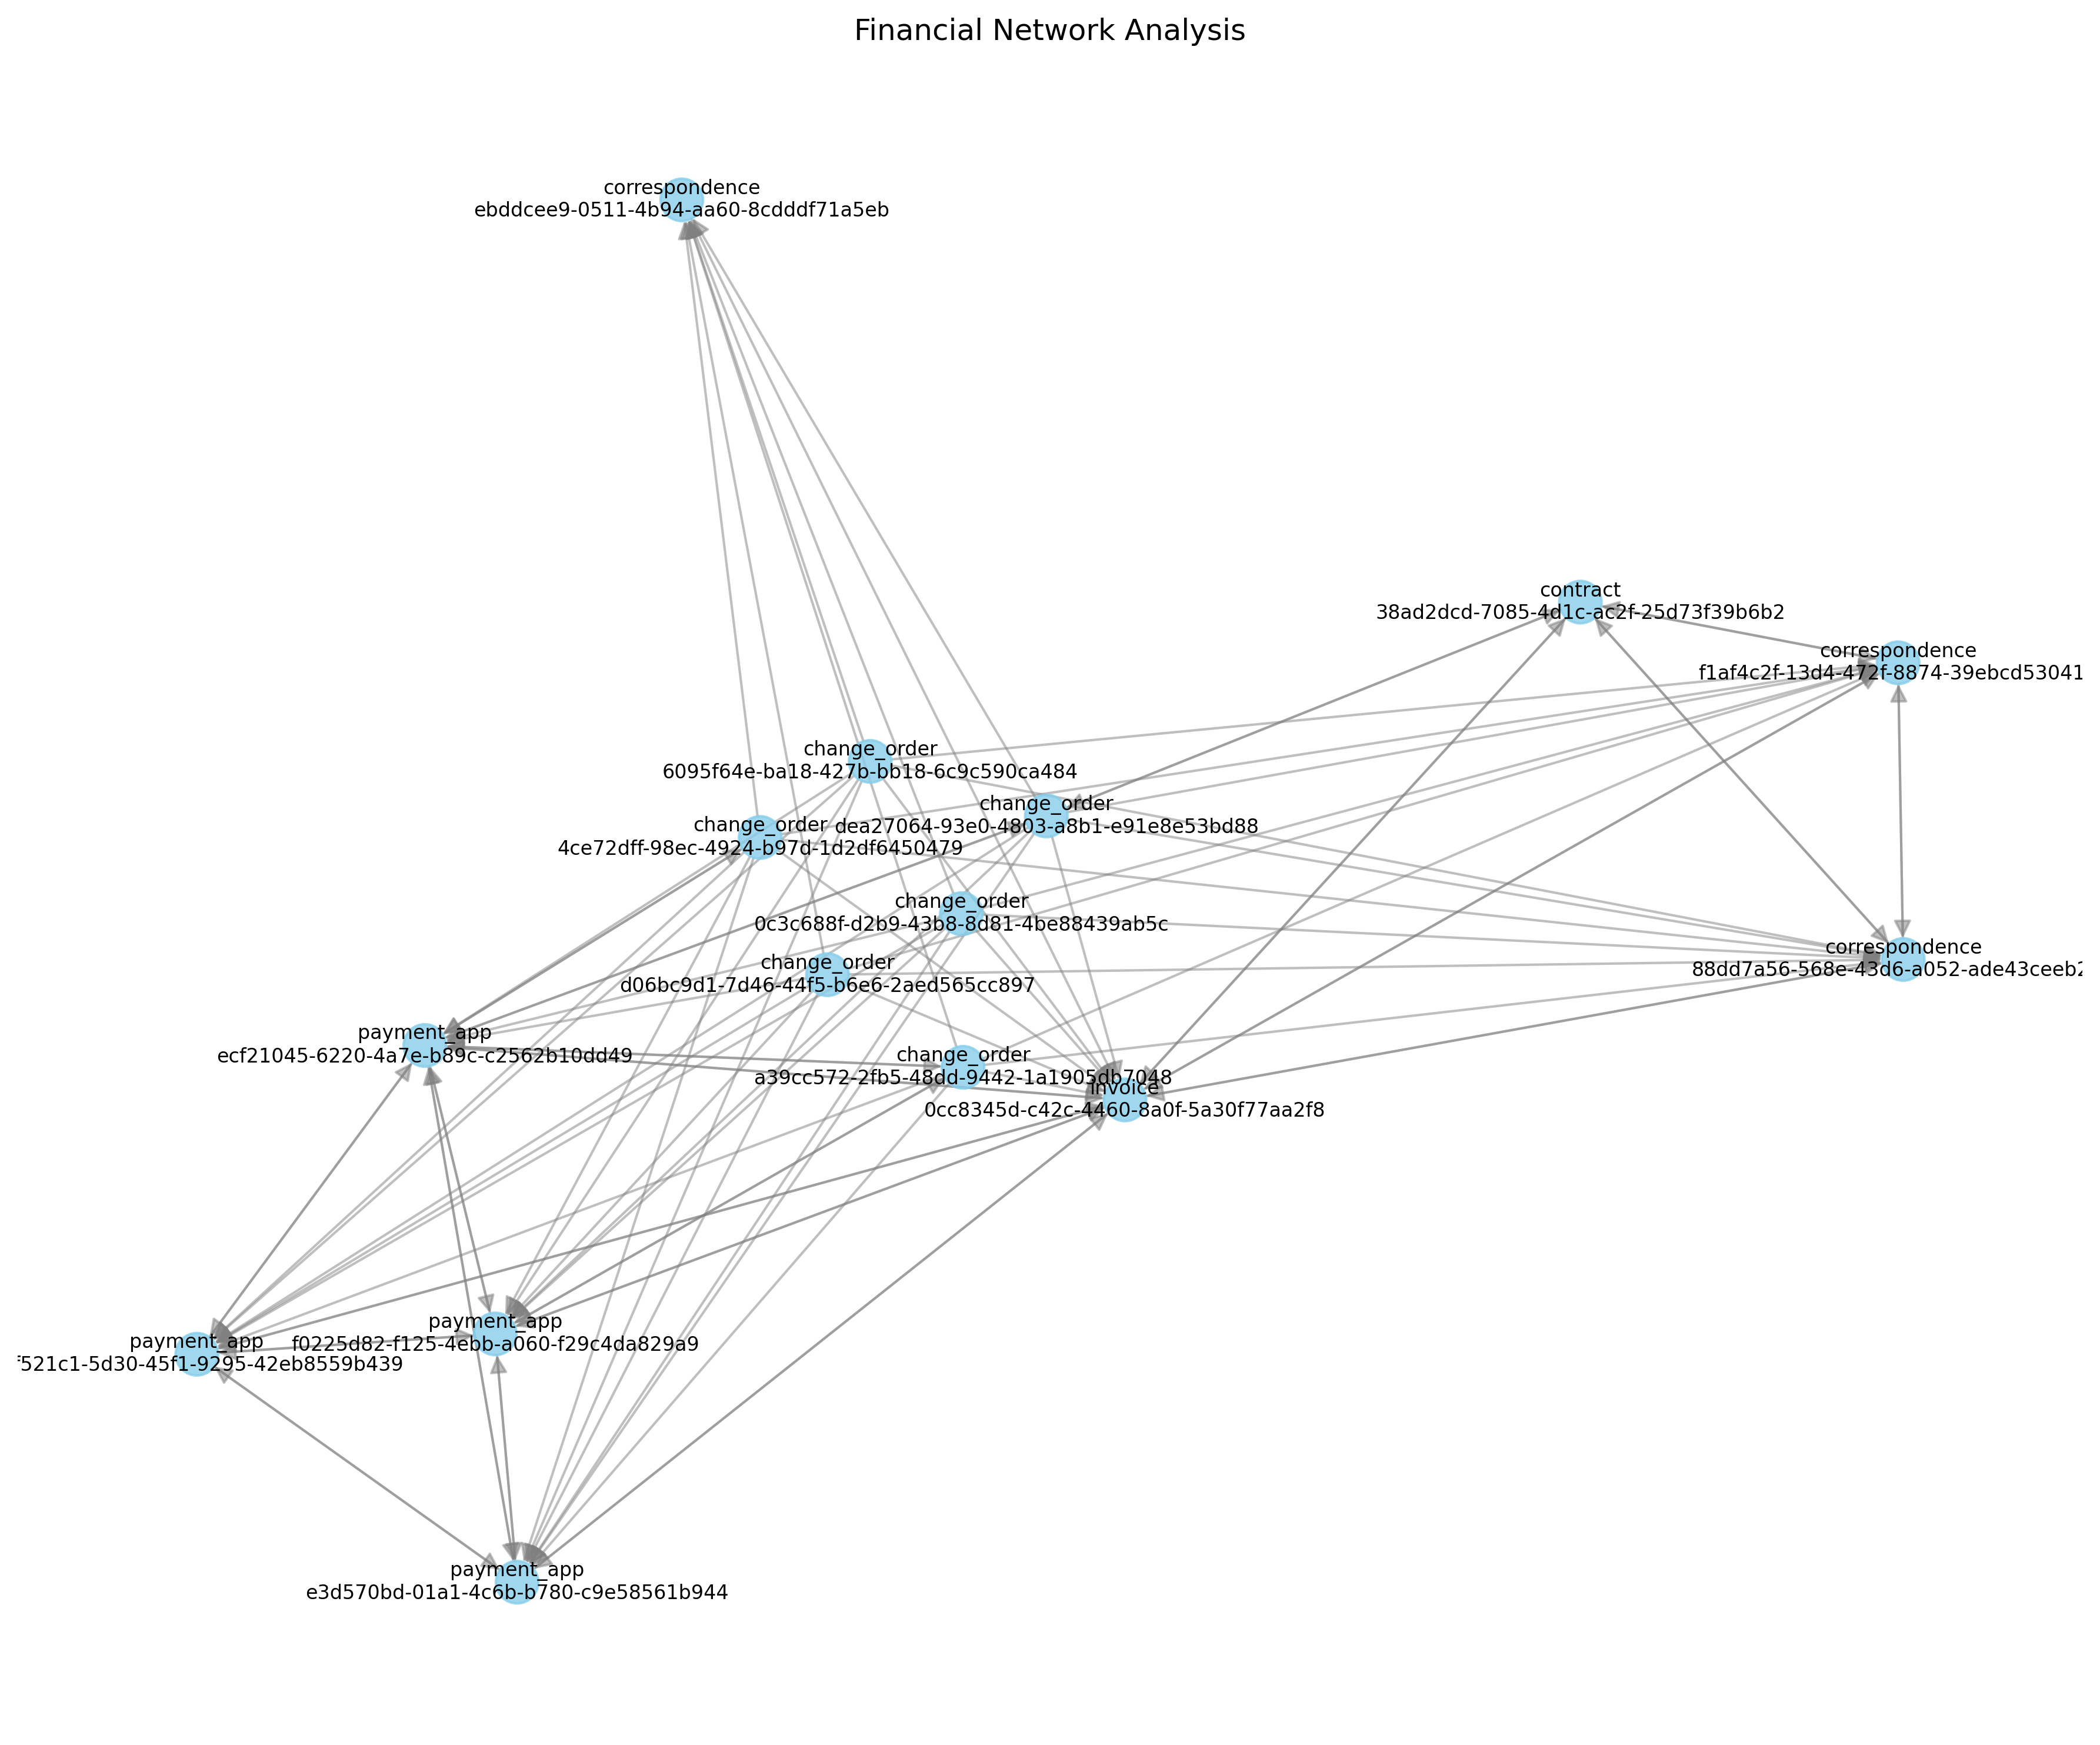 Financial Network Analysis
correspondence
ebddcee9-0511-4b94-aa60-8cdddf71a5eb
contract
38ad2dcd-7085-4d1c-ac2f-25d73f39b6b2
correspondence
f1af4c2f-13d4-472f-8874-39ebcd53041
change_order
6095f64e-ba18-427b-bb18-6c9c590ca484
change_order
dea27064-93e0-4803-a8b1-e91e8e53bd88
change_order
4ce72dff-98ec-4924-b97d-1d2df6450479
change_order
0c3c688f-d2b9-43b8-8d81-4be88439ab5c
correspondence
88dd7a56-568e-43d6-a052-ade43ceeb2
change_order
d06bc9d1-7d46-44f5-b6e6-2aed565cc897
payment_app
ecf21045-6220-4a7e-b89c-c2562b10dd49
change_order
a39cc572-2fb5-48dd-9442-1a1905db7048
invoice
0cc8345d-c42c-4460-8a0f-5a30f77aa2f8
payment_app
f0225d82-f125-4ebb-a060-f29c4da829a9
payment_app
521c1-5d30-45f1-9295-42eb8559b439
payment_app
e3d570bd-01a1-4c6b-b780-c9e58561b944